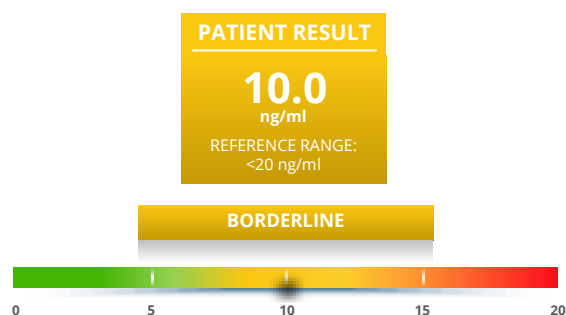 PATIENT RESULT
10.0
ng/ml
REFERENCE RANGE:
<20 ng/ml
BORDERLINE
0 5 10 15 20